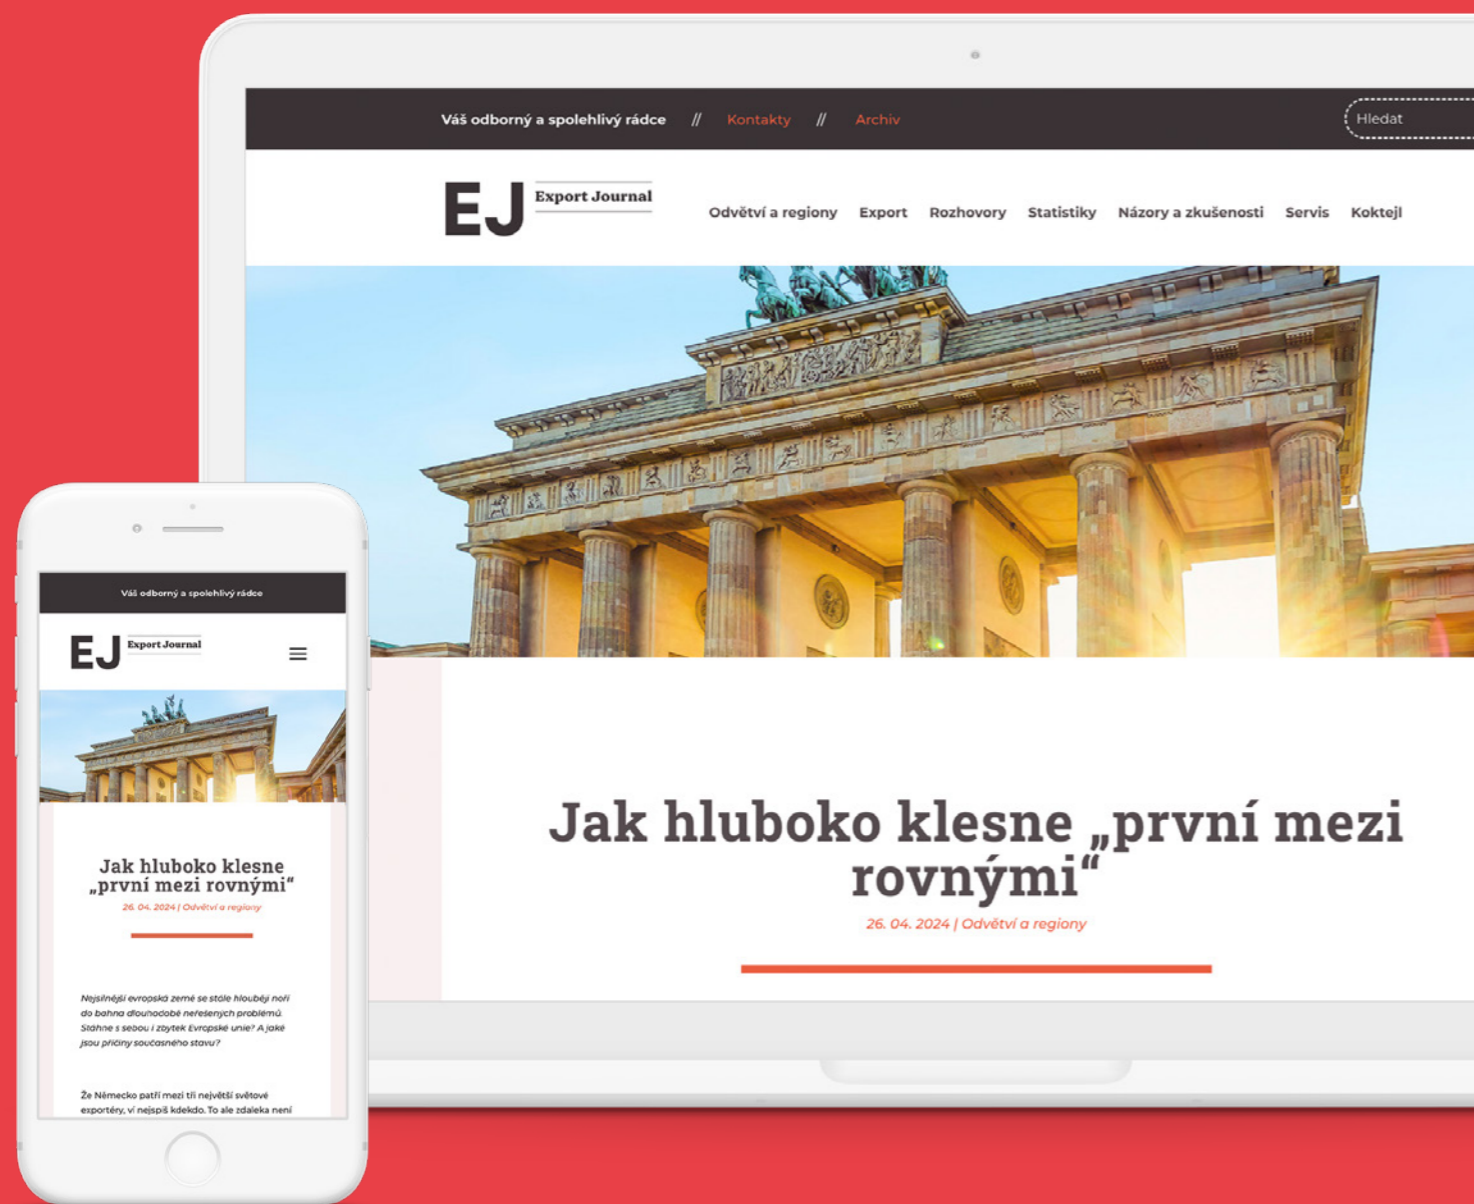 Váš odborný a spolehlivý rádce // Kontakty // Archiv
Hledat
EJ Export Journal
Odvětví a regiony Export Rozhovory Statistiky Názory a zkušenosti Servis Koktejl
Jak hluboko klesne „první mezi
rovnými“
26. 04. 2024 | Odvětví a regiony
Váš odborný a spolehlivý rádce
EJ Export Journal
Jak hluboko klesne
„první mezi rovnými“
26. 04. 2024 | Odvětví a regiony
Nejsilnější evropská země se stále hlouběji noří
do bahna dlouhodobě neřešených problémů.
Stáhne s sebou i zbytek Evropské unie? A jaké
jsou příčiny současného stavu?
Že Německo patří mezi tři největší světové
exportéry, ví nejspíš kdekdo. To ale zdaleka není